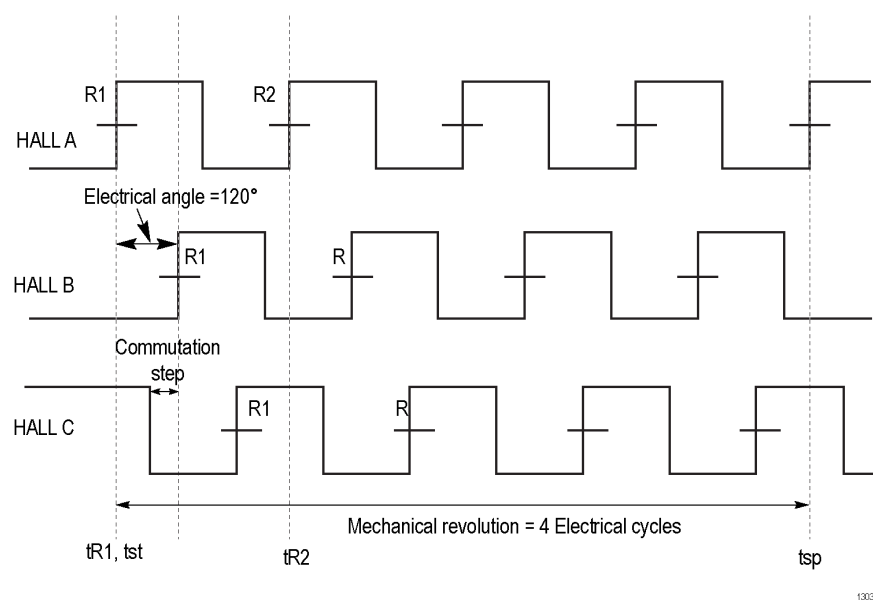 R1
R2
HALL A
Electrical angle =120°
R1
R
HALL B
Commutation
step
R1
R
HALL C
Mechanical revolution = 4 Electrical cycles
tR1, tst
tR2
tsp
1303